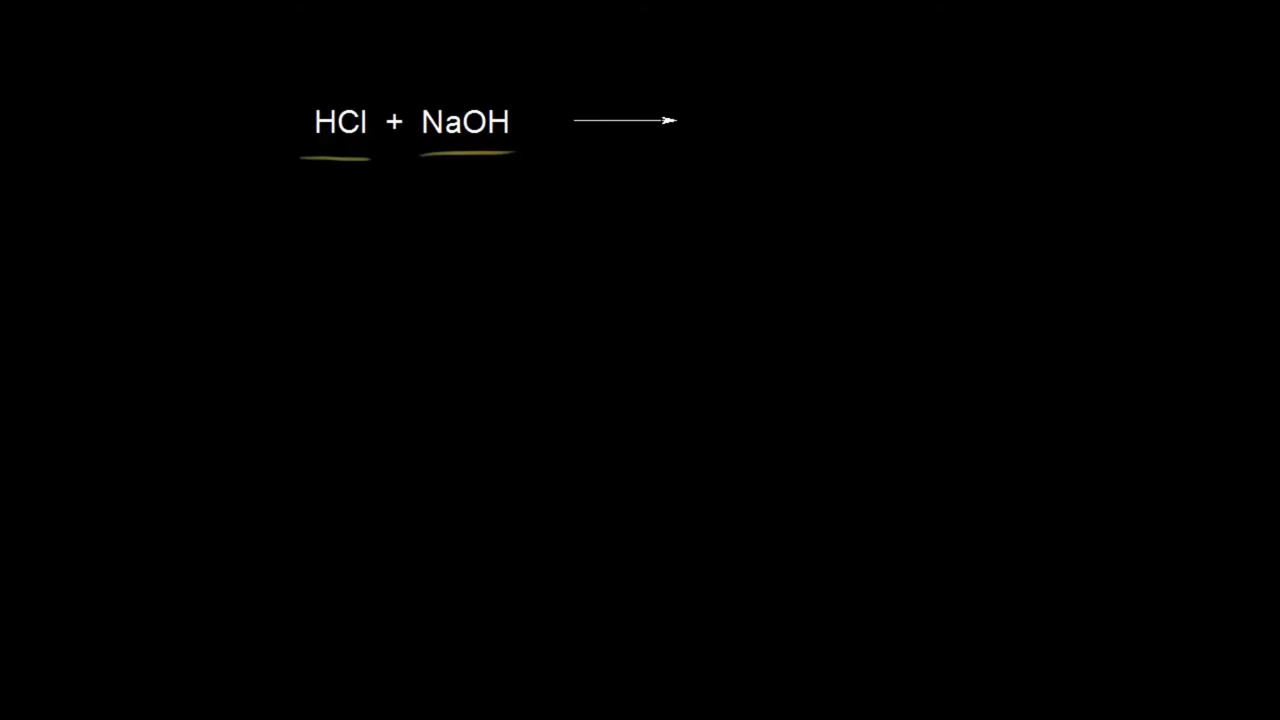 HCl + NaOH ⟶